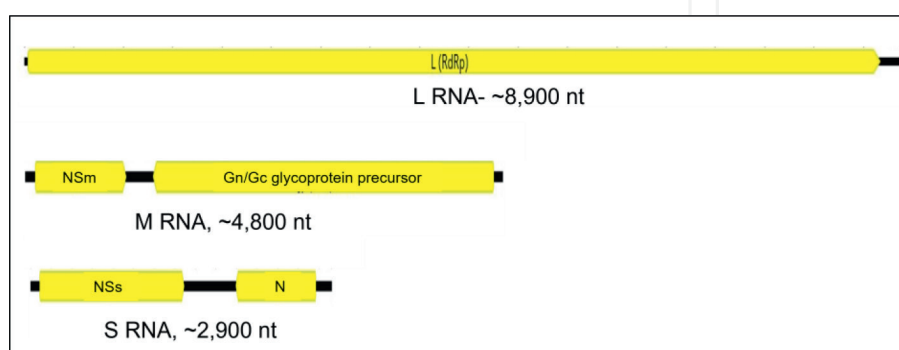 L (RdRp)
L RNA- ~8,900 nt
NSm
Gn/Gc glycoprotein precursor
M RNA, ~4,800 nt
NSs
N
S RNA, ~2,900 nt